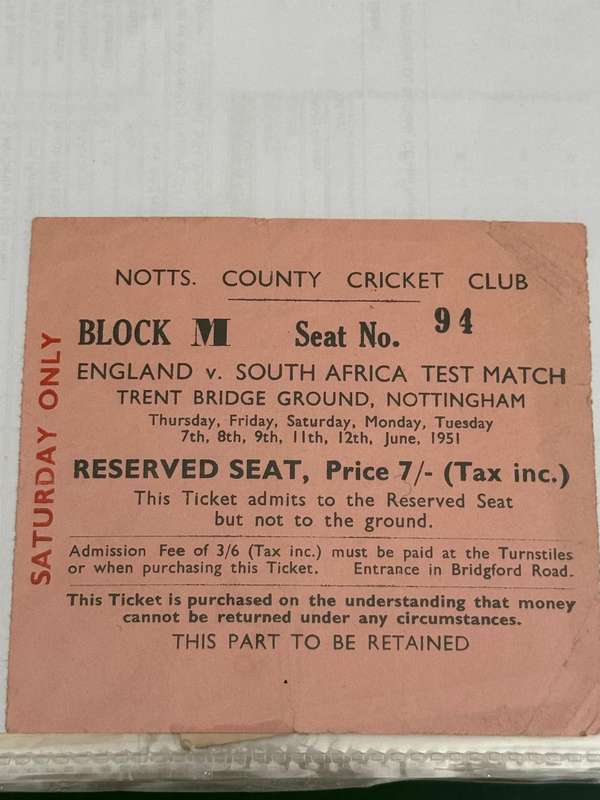 NOTTS. COUNTY CRICKET CLUB
BLOCK M Seat No. 94
ENGLAND v. SOUTH AFRICA TEST MATCH
TRENT BRIDGE GROUND, NOTTINGHAM
Thursday, Friday, Saturday, Monday, Tuesday
7th, 8th, 9th, 11th, 12th, June, 1951
RESERVED SEAT, Price 7/- (Tax inc.)
This Ticket admits to the Reserved Seat
but not to the ground.
Admission Fee of 3/6 (Tax inc.) must be paid at the Turnstiles
or when purchasing this Ticket. Entrance in Bridgford Road.
This Ticket is purchased on the understanding that money
cannot be returned under any circumstances.
THIS PART TO BE RETAINED
SATURDAY ONLY